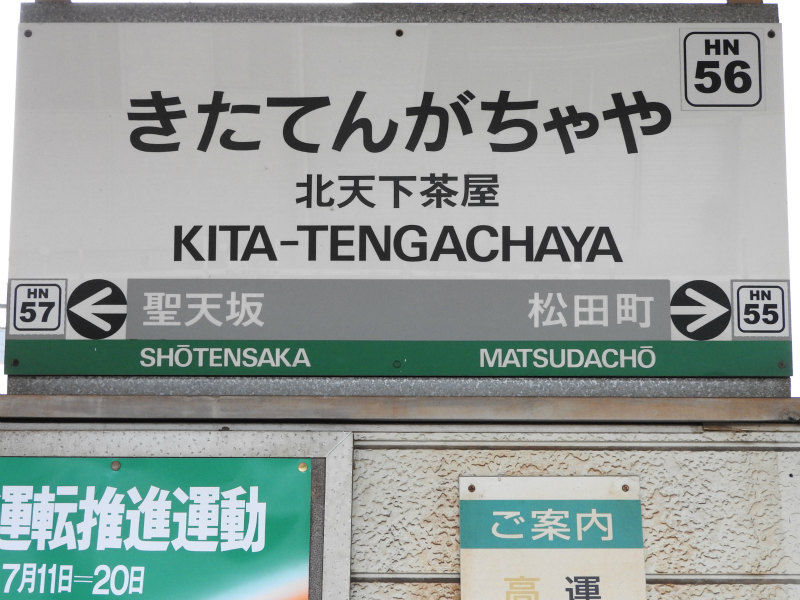 HN
56
きたてんがちゃや
北天下茶屋
KITA-TENGACHAYA
HN
57
聖天坂
松田町
HN
55
SHŌTENSAKA
MATSUDACHŌ
運転推進運動
7月11日=20日
ご案内
高 運